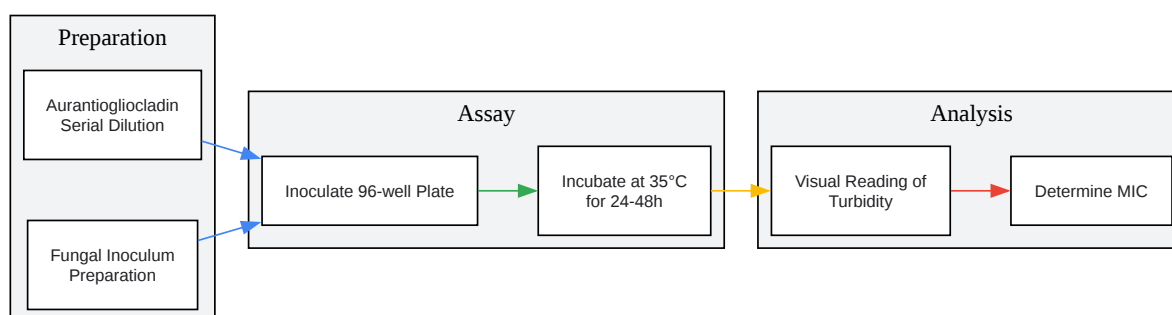 Preparation
Aurantiogliocladin
Serial Dilution
Fungal Inoculum
Preparation
Assay
Inoculate 96-well Plate
Incubate at 35°C
for 24-48h
Analysis
Visual Reading of
Turbidity
Determine MIC